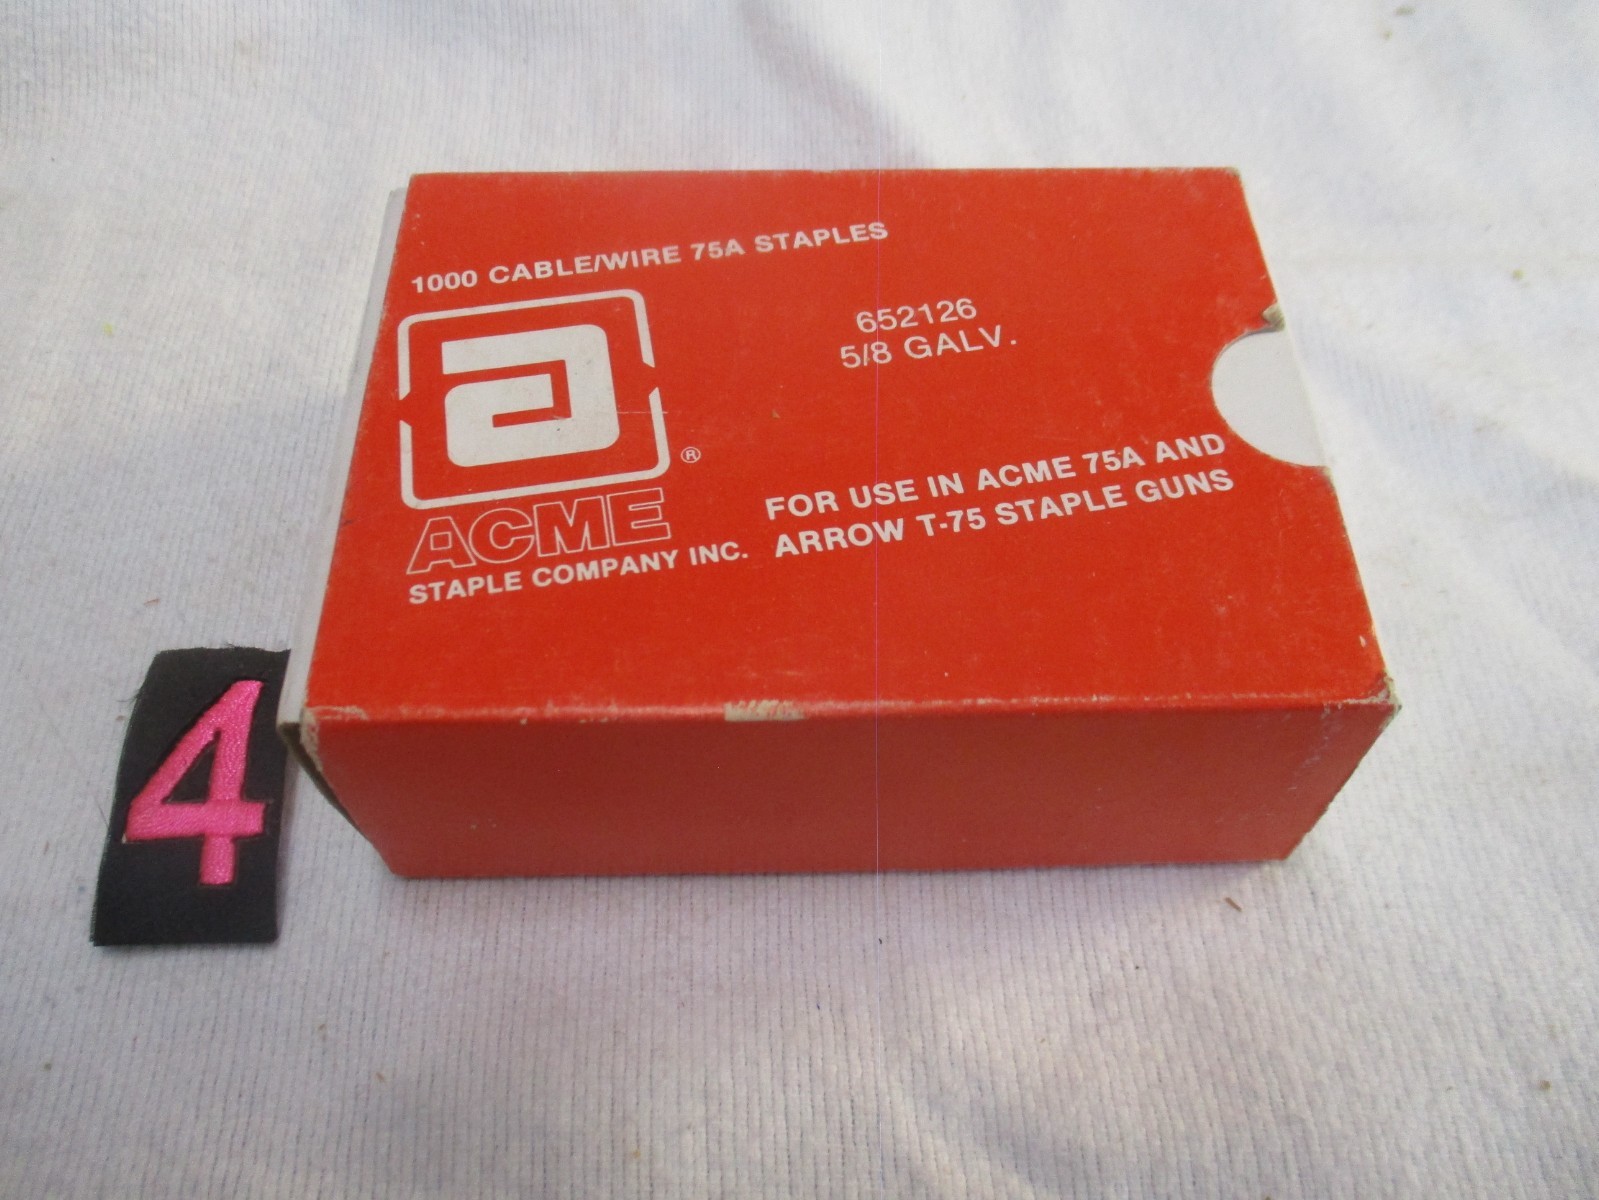 1000 CABLE/WIRE 75A STAPLES
652126
5/8 GALV.
a
®
ACME
STAPLE COMPANY INC.
FOR USE IN ACME 75A AND
ARROW T-75 STAPLE GUNS
4